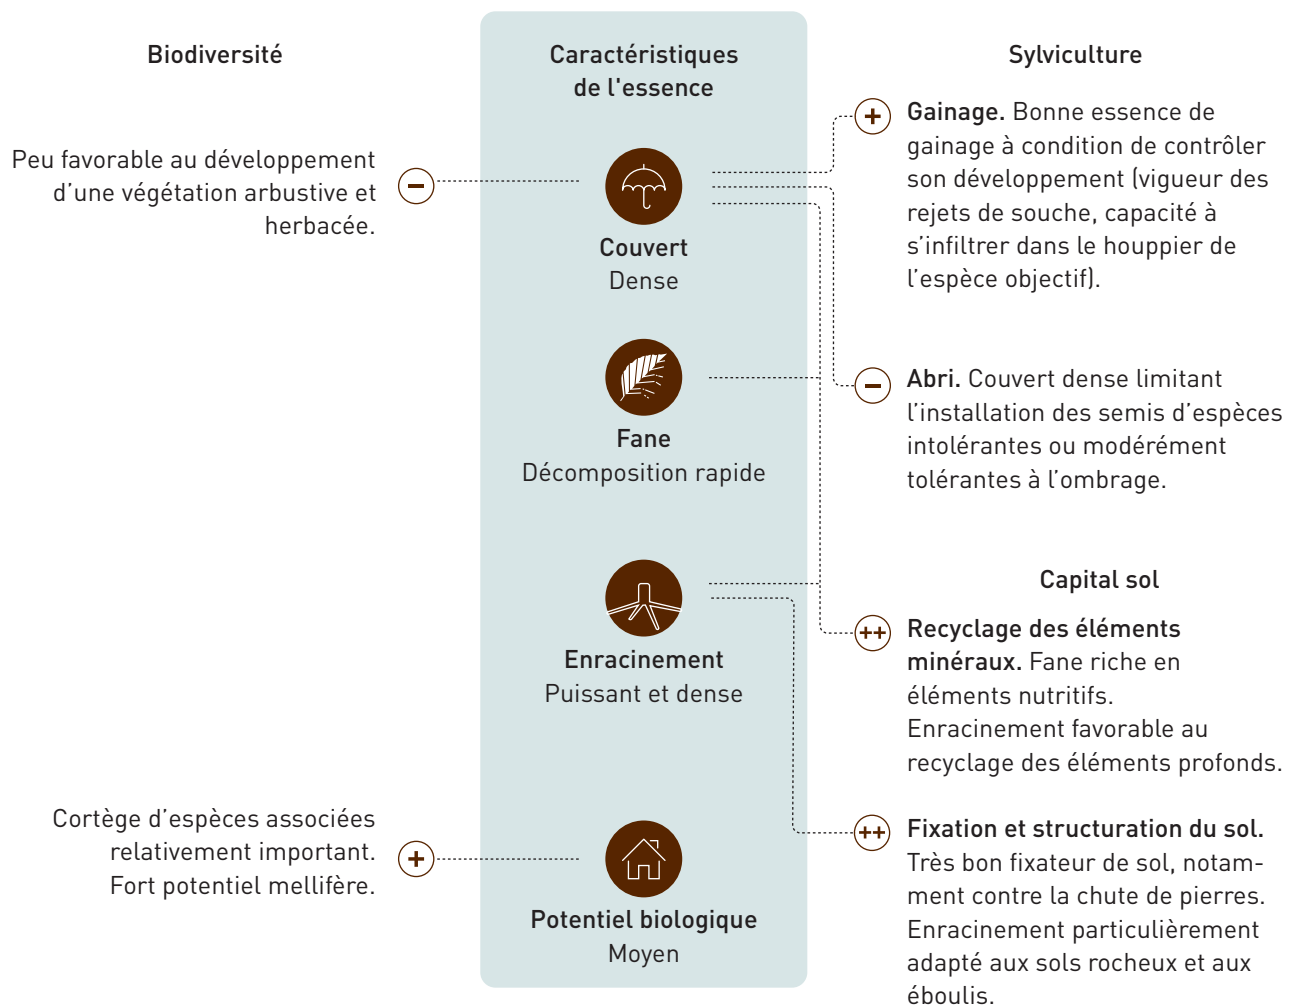 Biodiversité
Peu favorable au développement
d’une végétation arbustive et
herbacée.
Cortège d’espèces associées
relativement important.
Fort potentiel mellifère.
Caractéristiques
de l'essence
Couvert
Dense
Fane
Décomposition rapide
Enracinement
Puissant et dense
Potentiel biologique
Moyen
Sylviculture
Gainage. Bonne essence de
gainage à condition de contrôler
son développement (vigueur des
rejets de souche, capacité à
s’infiltrer dans le houppier de
l’espèce objectif).
Abri. Couvert dense limitant
l’installation des semis d’espèces
intolérantes ou modérément
tolérantes à l’ombrage.
Capital sol
Recyclage des éléments
minéraux. Fane riche en
éléments nutritifs.
Enracinement favorable au
recyclage des éléments profonds.
Fixation et structuration du sol.
Très bon fixateur de sol, notam-
ment contre la chute de pierres.
Enracinement particulièrement
adapté aux sols rocheux et aux
éboulis.